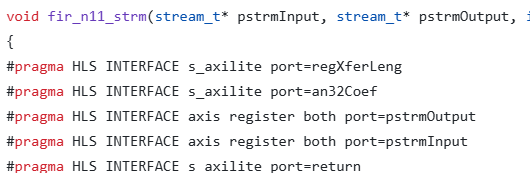 void fir_n11_strm(stream_t* pstrmInput, stream_t* pstrmOutput,
{
#pragma HLS INTERFACE s_axilite port=regXferLeng
#pragma HLS INTERFACE s_axilite port=an32Coef
#pragma HLS INTERFACE axis register both port=pstrmOutput
#pragma HLS INTERFACE axis register both port=pstrmInput
#pragma HLS INTERFACE s_axilite port=return